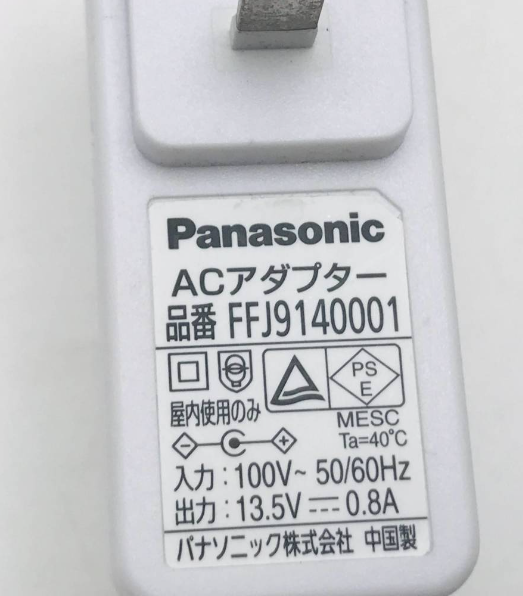 Panasonic
ACアダプター
品番 FFJ9140001
PS
E
屋内使用のみ
MESC
Ta=40℃
入力:100V~ 50/60Hz
出力:13.5V⎓0.8A
パナソニック株式会社 中国製